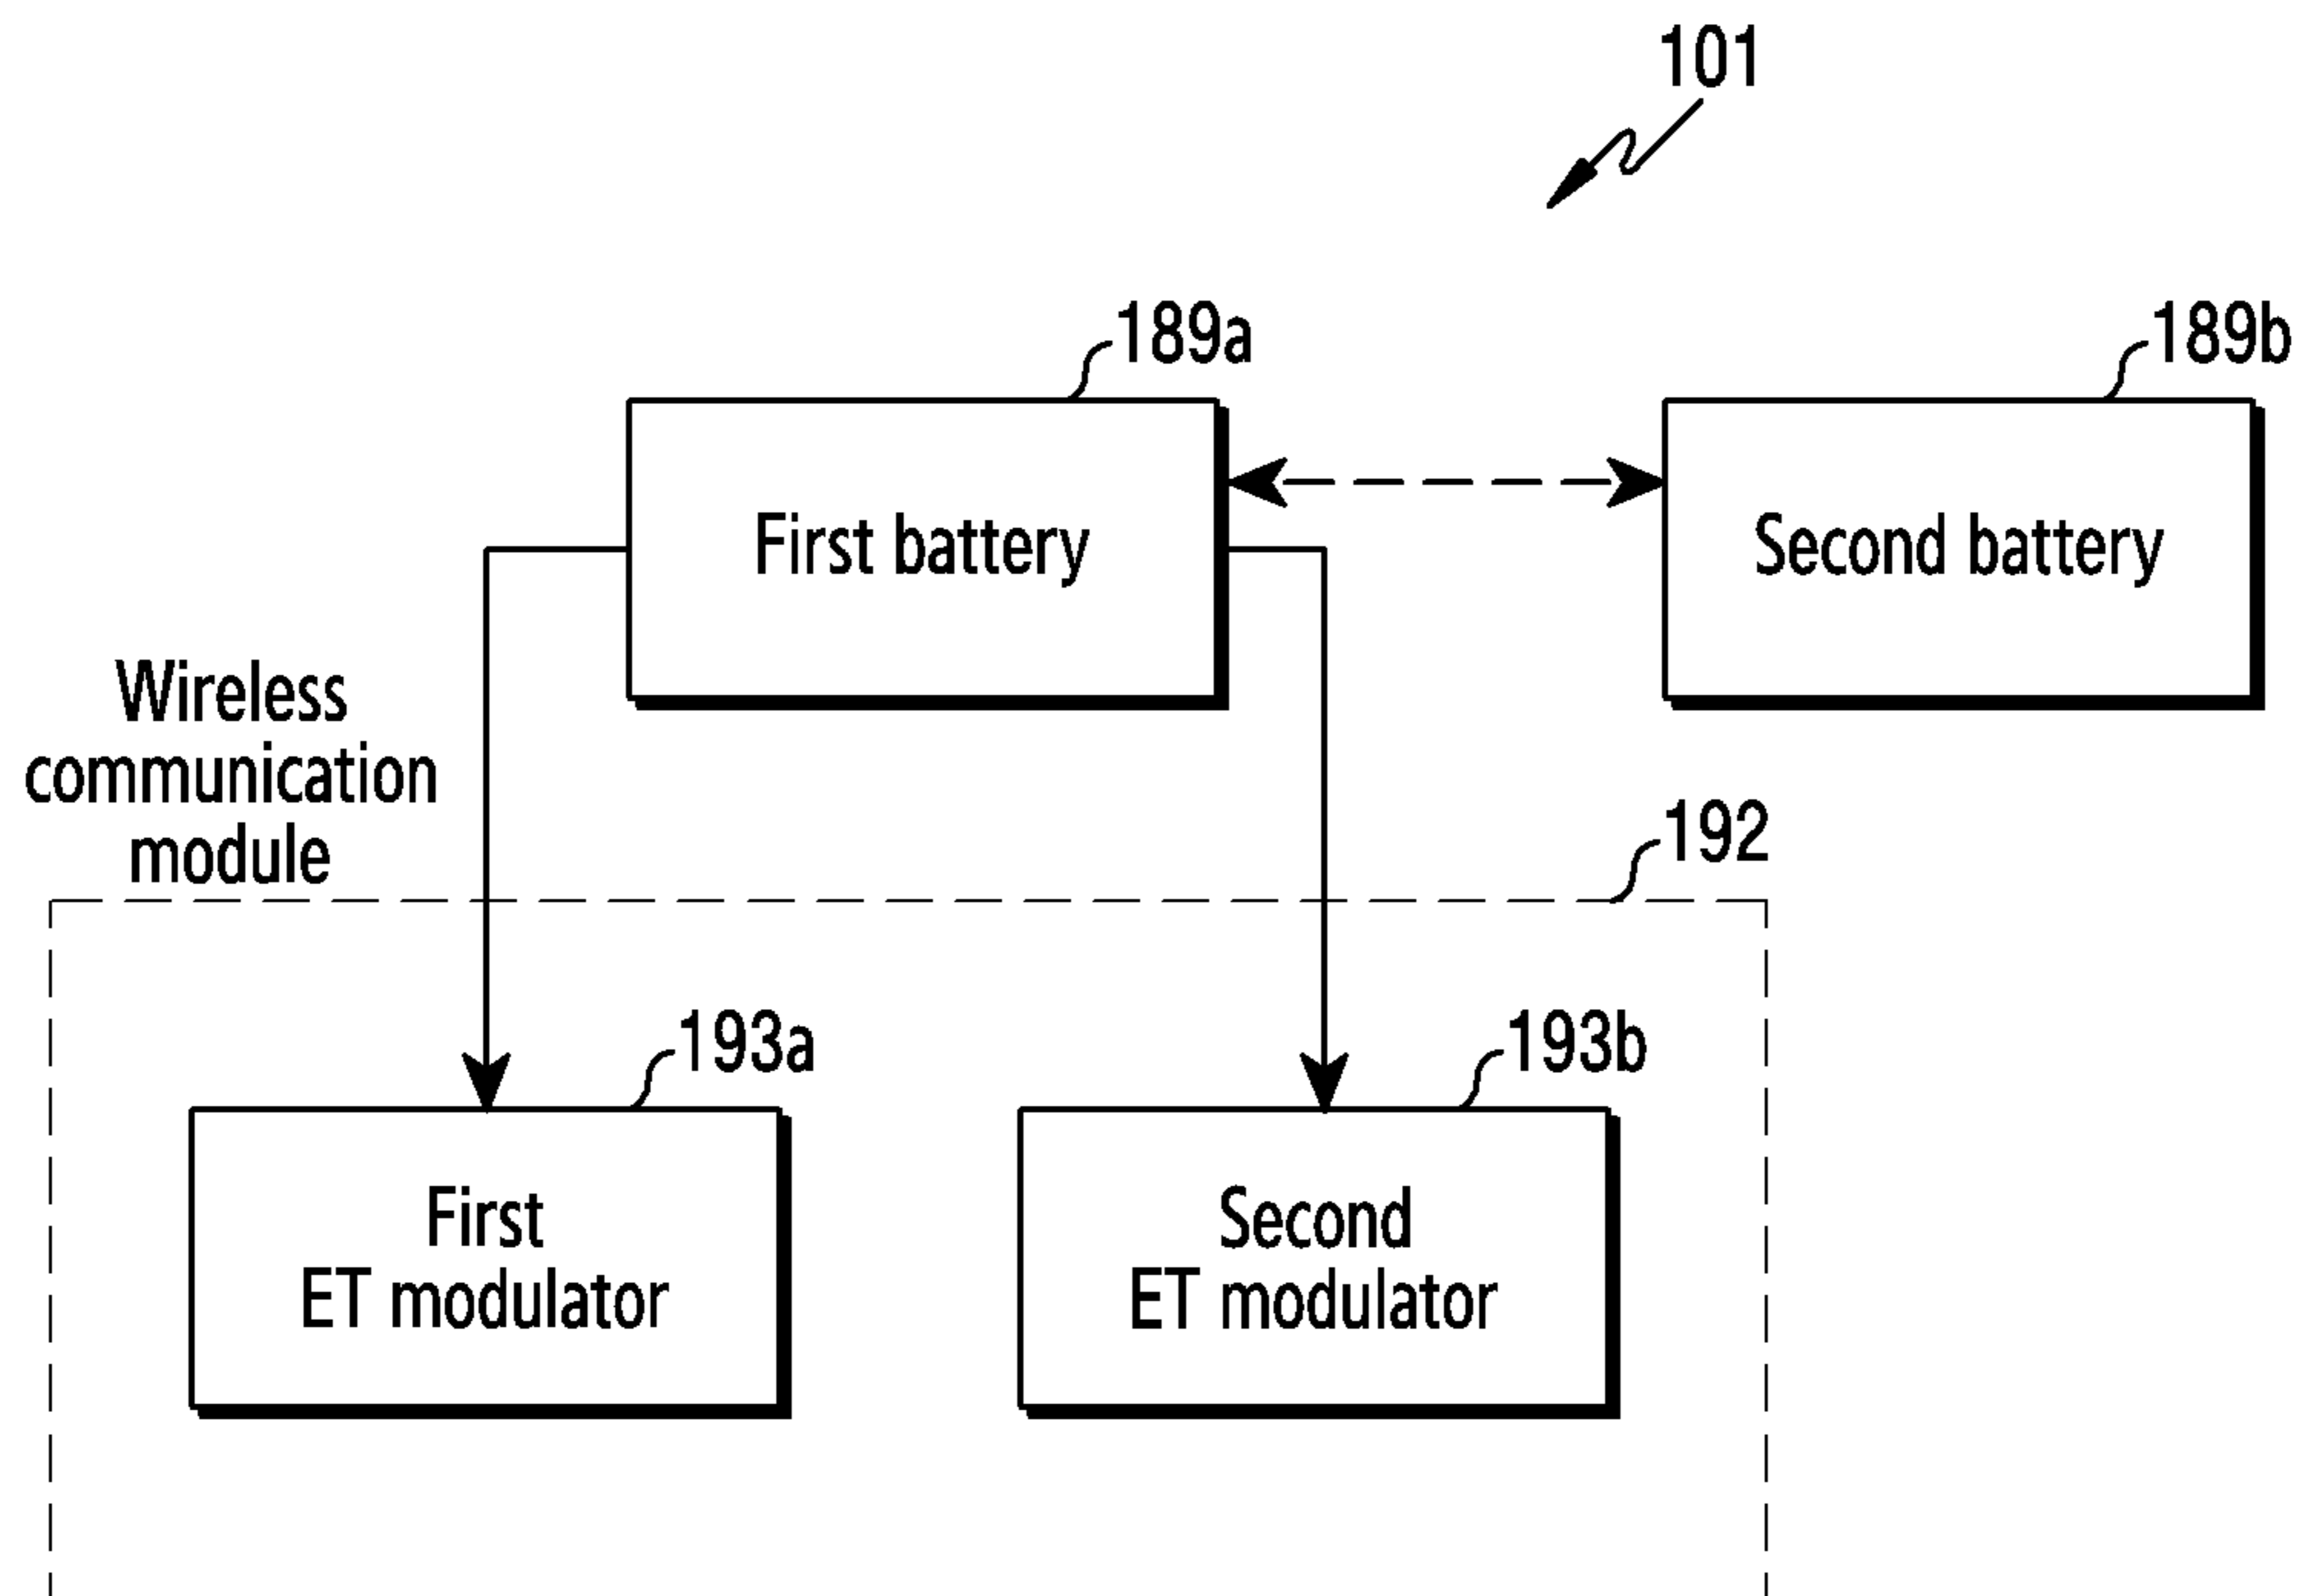 101
189a
189b
First battery
Second battery
Wireless
communication
module
192
193a
193b
First
ET modulator
Second
ET modulator